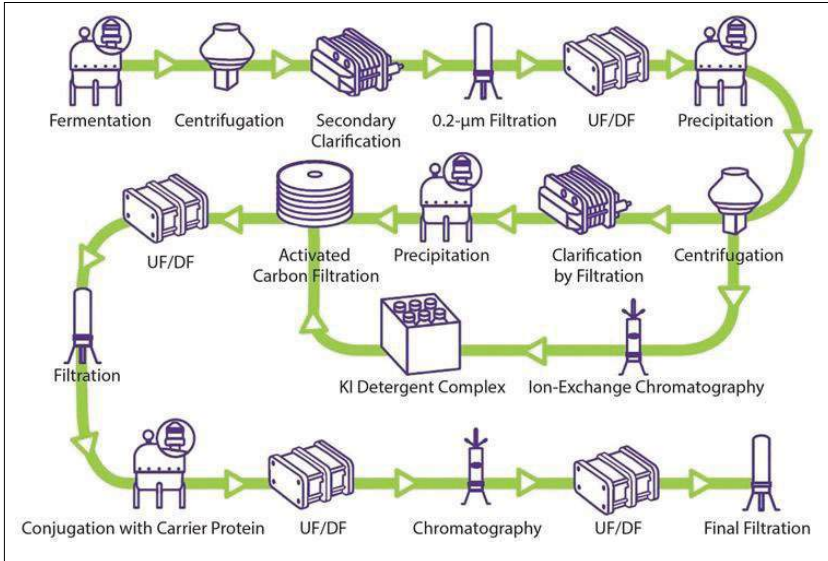 Fermentation
Centrifugation
Secondary
Clarification
0.2-µm Filtration
UF/DF
Precipitation
UF/DF
Activated
Carbon Filtration
Precipitation
Clarification
by Filtration
Centrifugation
Filtration
KI Detergent Complex
Ion-Exchange Chromatography
Conjugation with Carrier Protein
UF/DF
Chromatography
UF/DF
Final Filtration